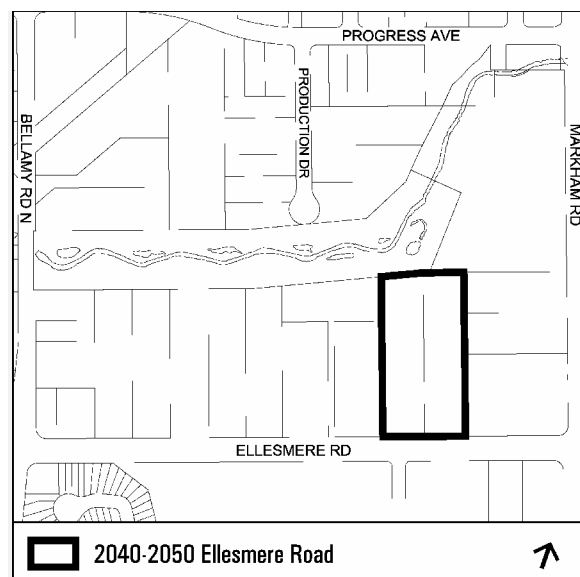 PROGRESS AVE
PRODUCTION DR
BELLAMY RD N
MARKHAM RD
ELLESMERE RD
2040-2050 Ellesmere Road